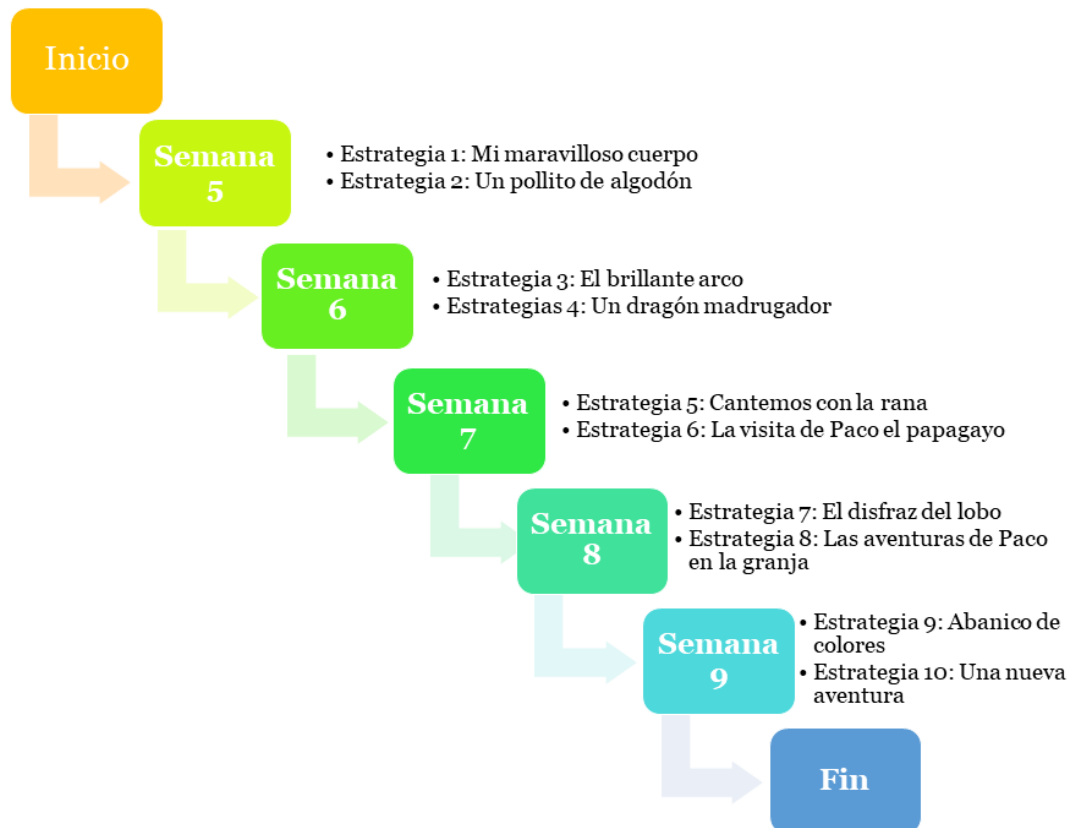 Inicio
Semana
5
• Estrategia 1: Mi maravilloso cuerpo
• Estrategia 2: Un pollito de algodón
Semana
6
• Estrategia 3: El brillante arco
• Estrategias 4: Un dragón madrugador
Semana
7
• Estrategia 5: Cantemos con la rana
• Estrategia 6: La visita de Paco el papagayo
Semana
8
• Estrategia 7: El disfraz del lobo
• Estrategia 8: Las aventuras de Paco
en la granja
Semana
9
• Estrategia 9: Abanico de
colores
• Estrategia 10: Una nueva
aventura
Fin